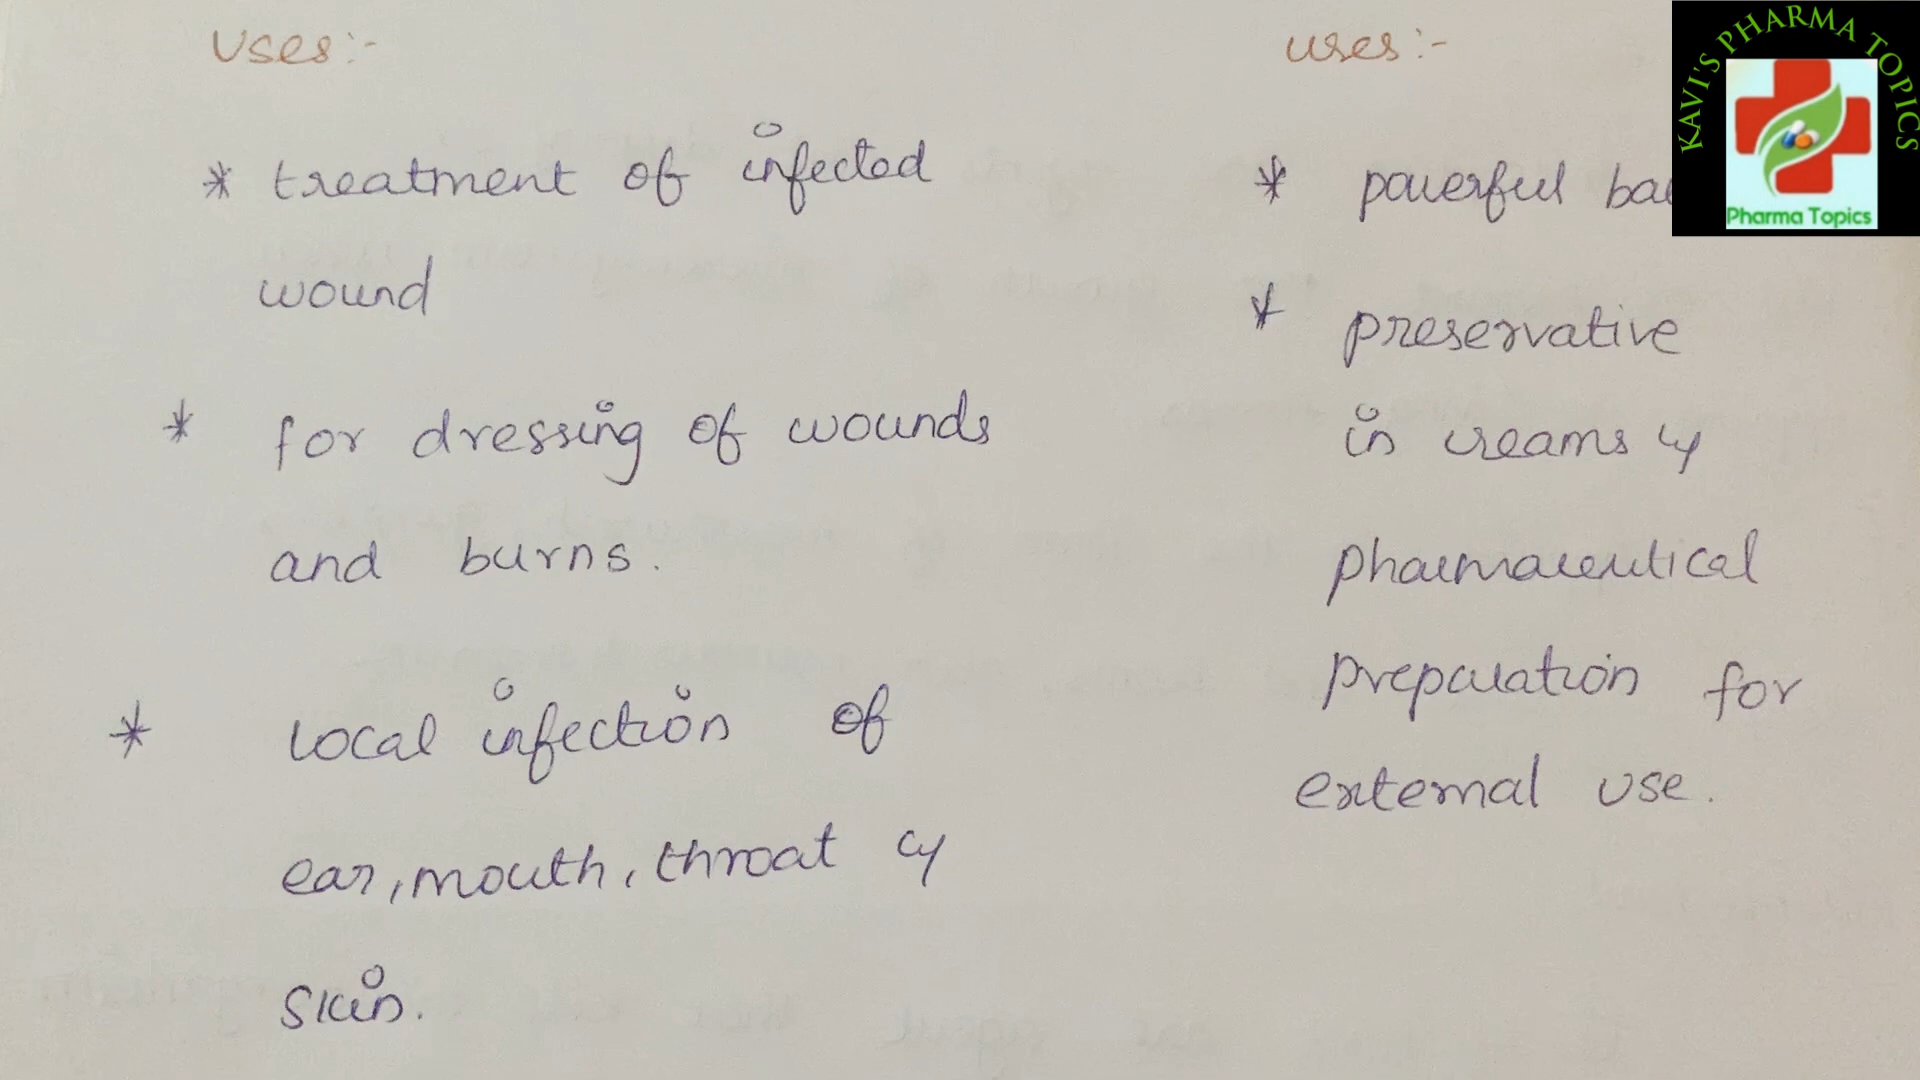 Uses:-
* treatment of infected
wound
* for dressing of wounds
and burns.
* local infection of
ear, mouth, throat &
skin.
uses:-
* powerful
* preservative
in creams &
pharmaceutical
preparation for
external use.
KAVI'S PHARMA TOPICS
Pharma Topics